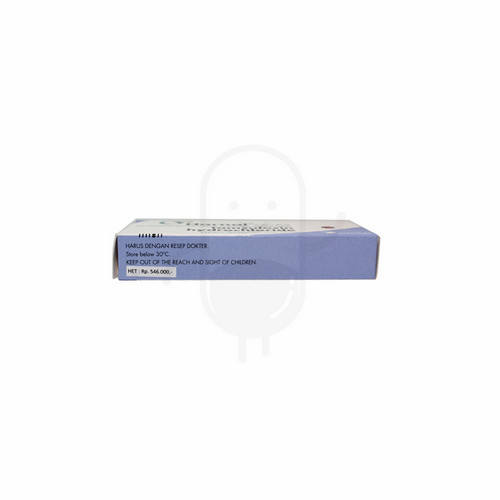 hydrochloride
HARUS DENGAN RESEP DOKTER.
Store below 30°C.
KEEP OUT OF THE REACH AND SIGHT OF CHILDREN.
HET : Rp. 546.000,-